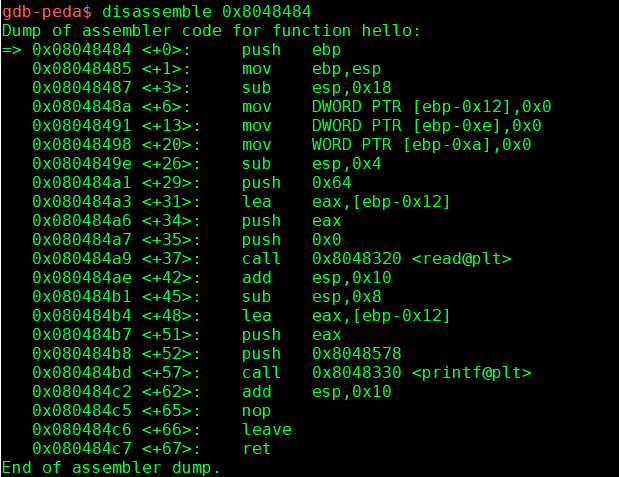 gdb-peda$ disassemble 0x8048484
Dump of assembler code for function hello:
=> 0x08048484 <+0>:     push   ebp
   0x08048485 <+1>:     mov    ebp,esp
   0x08048487 <+3>:     sub    esp,0x18
   0x0804848a <+6>:     mov    DWORD PTR [ebp-0x12],0x0
   0x08048491 <+13>:    mov    DWORD PTR [ebp-0xe],0x0
   0x08048498 <+20>:    mov    WORD PTR [ebp-0xa],0x0
   0x0804849e <+26>:    sub    esp,0x4
   0x080484a1 <+29>:    push   0x64
   0x080484a3 <+31>:    lea    eax,[ebp-0x12]
   0x080484a6 <+34>:    push   eax
   0x080484a7 <+35>:    push   0x0
   0x080484a9 <+37>:    call   0x8048320 <read@plt>
   0x080484ae <+42>:    add    esp,0x10
   0x080484b1 <+45>:    sub    esp,0x8
   0x080484b4 <+48>:    lea    eax,[ebp-0x12]
   0x080484b7 <+51>:    push   eax
   0x080484b8 <+52>:    push   0x8048578
   0x080484bd <+57>:    call   0x8048330 <printf@plt>
   0x080484c2 <+62>:    add    esp,0x10
   0x080484c5 <+65>:    nop
   0x080484c6 <+66>:    leave
   0x080484c7 <+67>:    ret
End of assembler dump.